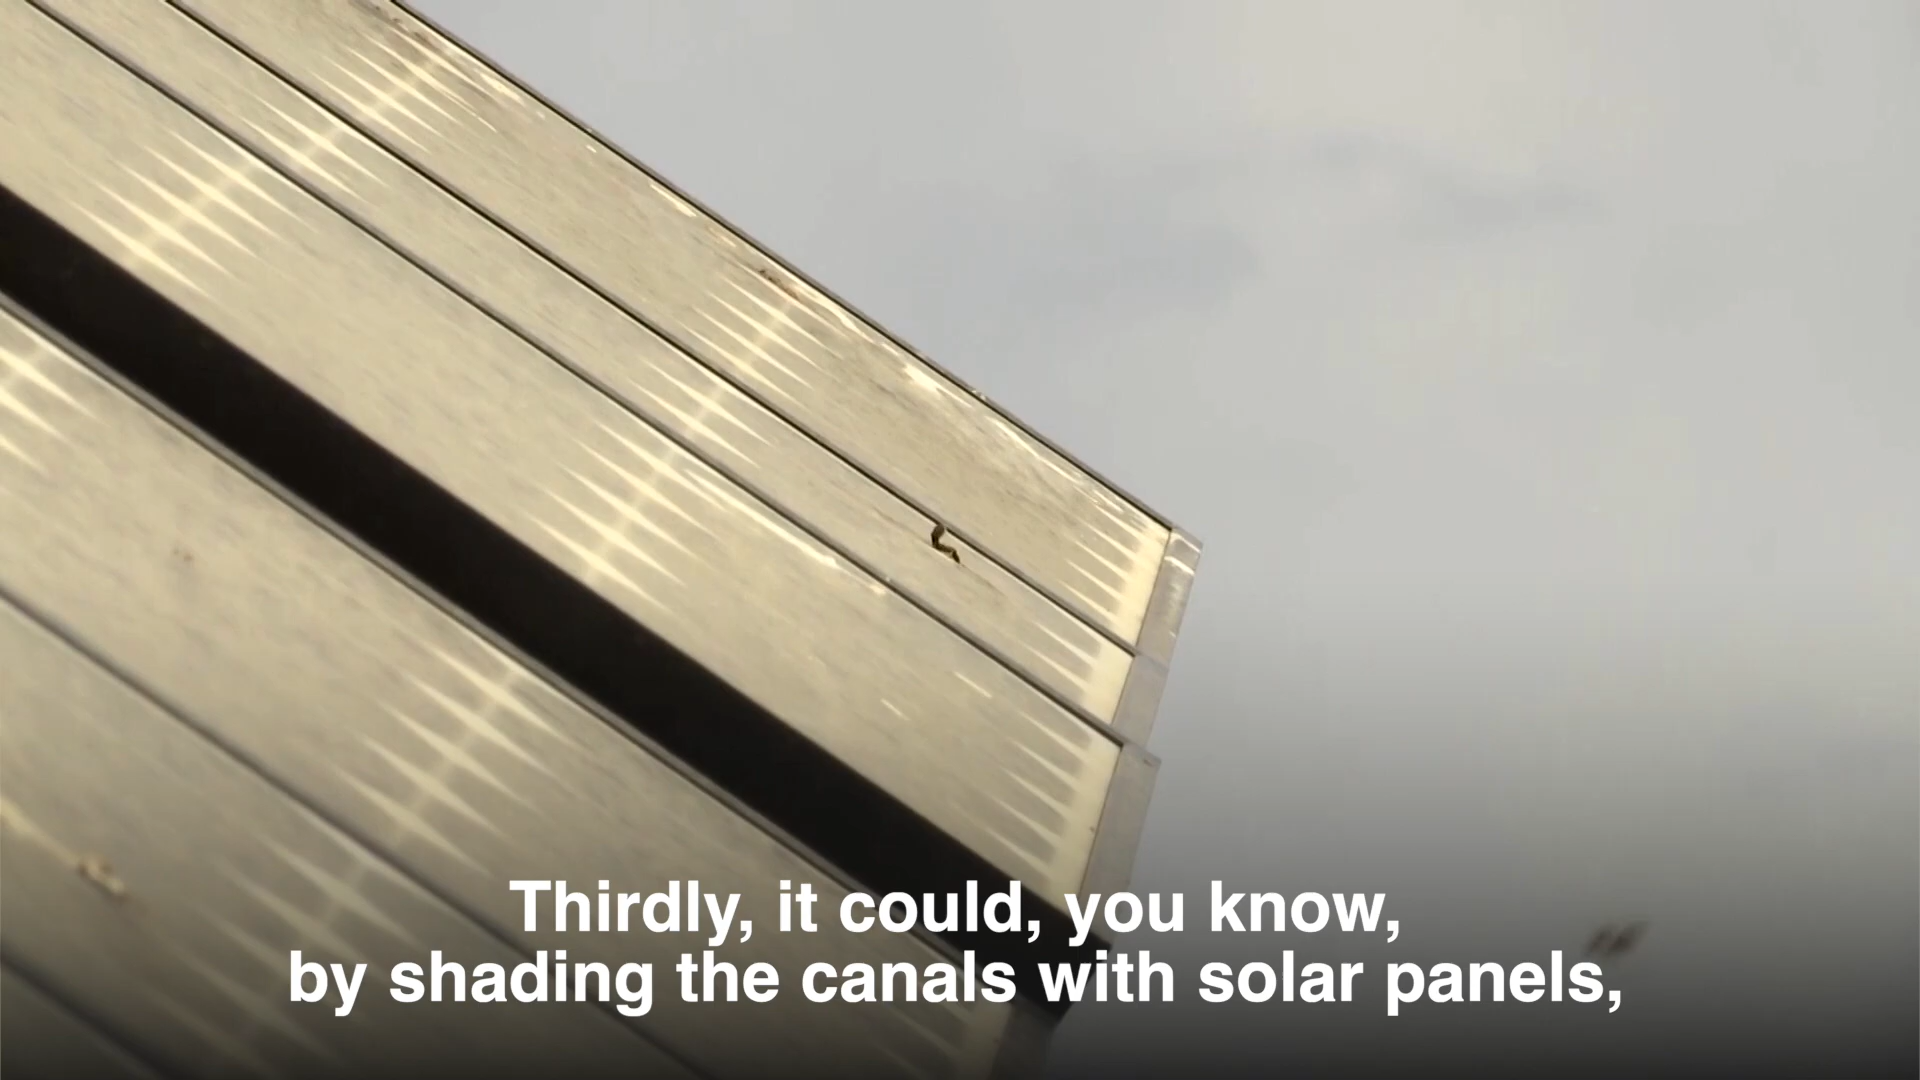 Thirdly, it could, you know,
by shading the canals with solar panels,